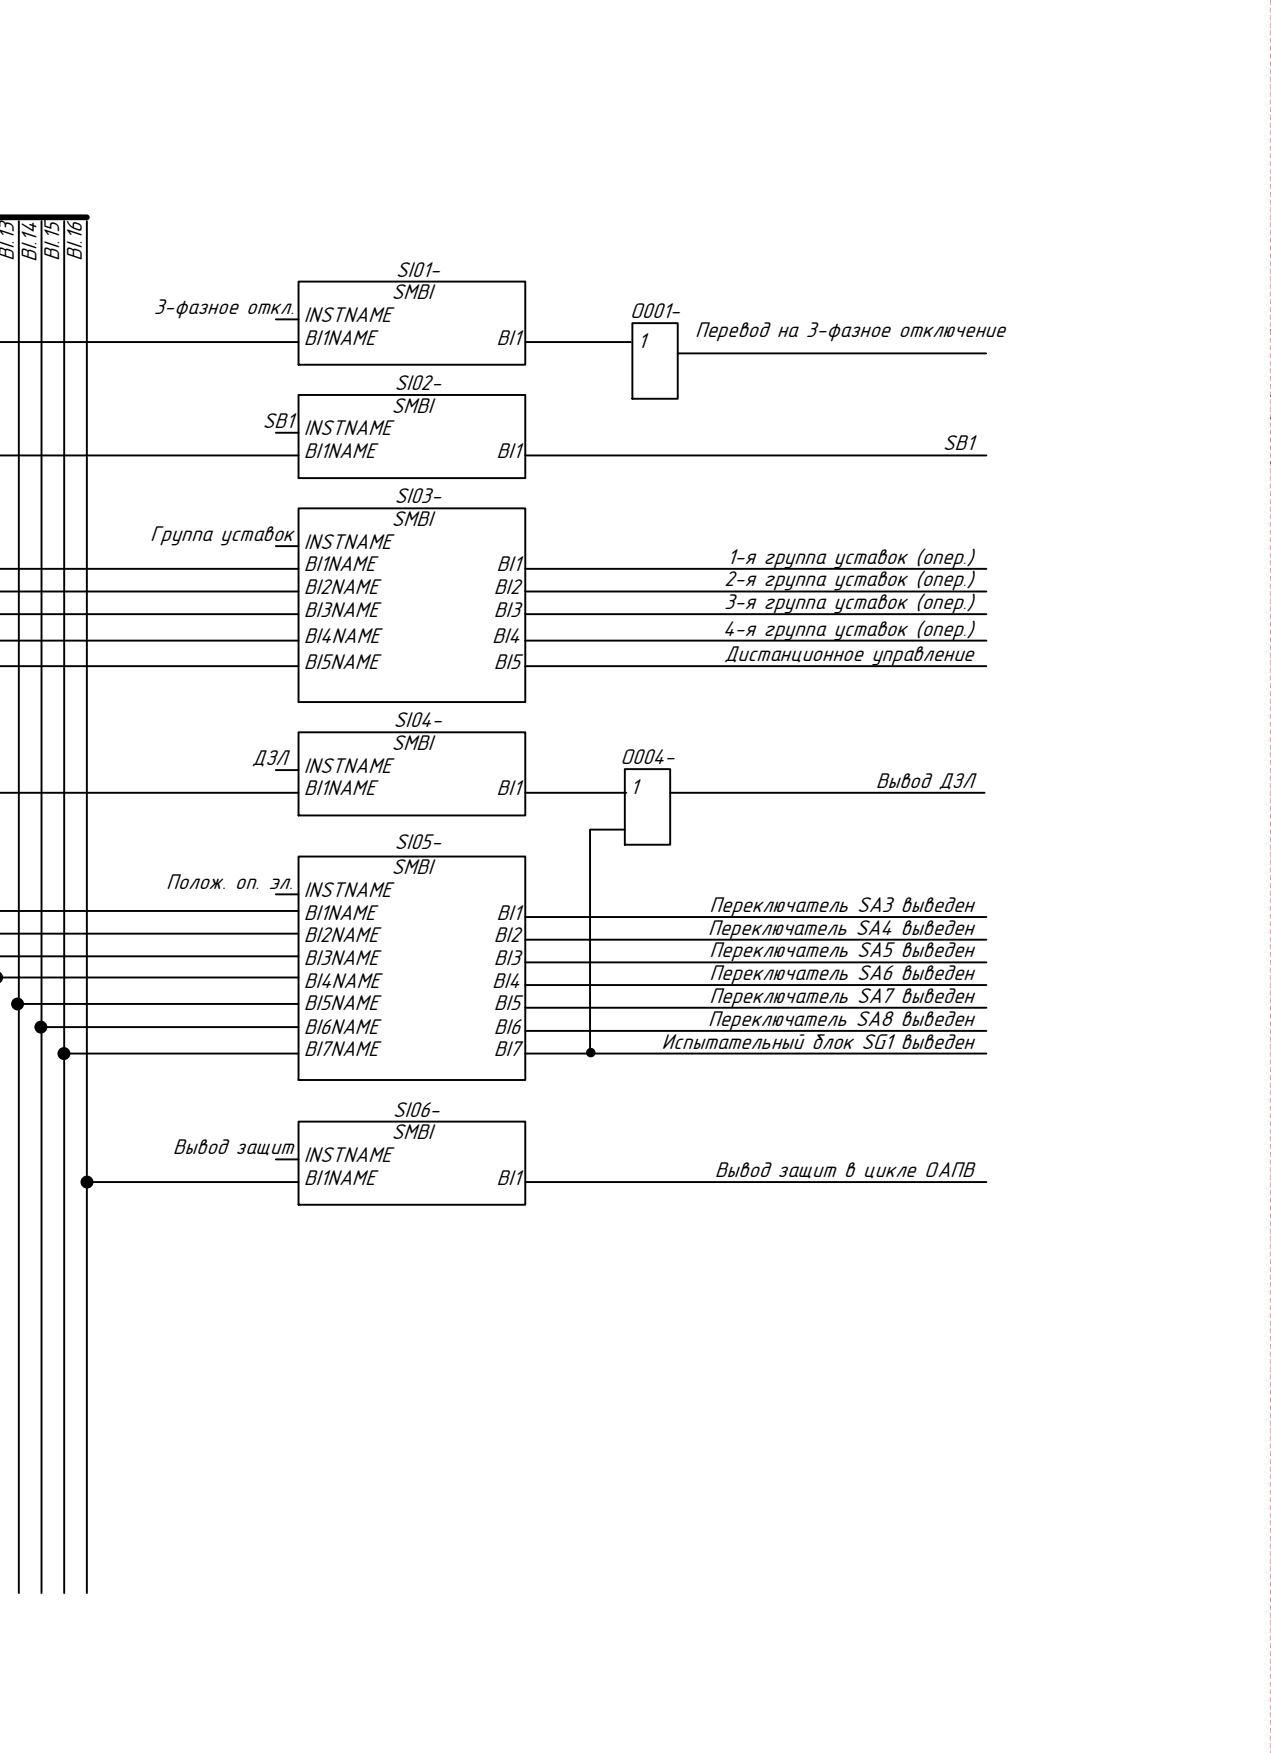 BI.13
BI.14
BI.15
BI.16
SI01-
SMBI
3-фазное откл.
INSTNAME
BI1NAME
BI1
O001-
1
Перевод на 3-фазное отключение
SI02-
SMBI
SB1
INSTNAME
BI1NAME
BI1
SB1
SI03-
SMBI
Группа уставок
INSTNAME
BI1NAME
BI1
1-я группа уставок (опер.)
BI2NAME
BI2
2-я группа уставок (опер.)
BI3NAME
BI3
3-я группа уставок (опер.)
BI4NAME
BI4
4-я группа уставок (опер.)
BI5NAME
BI5
Дистанционное управление
SI04-
SMBI
ДЗЛ
INSTNAME
BI1NAME
BI1
O004-
1
Вывод ДЗЛ
SI05-
SMBI
Полож. оп. эл.
INSTNAME
BI1NAME
BI1
Переключатель SA3 выведен
BI2NAME
BI2
Переключатель SA4 выведен
BI3NAME
BI3
Переключатель SA5 выведен
BI4NAME
BI4
Переключатель SA6 выведен
BI5NAME
BI5
Переключатель SA7 выведен
BI6NAME
BI6
Переключатель SA8 выведен
BI7NAME
BI7
Испытательный блок SG1 выведен
SI06-
SMBI
Вывод защит
INSTNAME
BI1NAME
BI1
Вывод защит в цикле ОАПВ